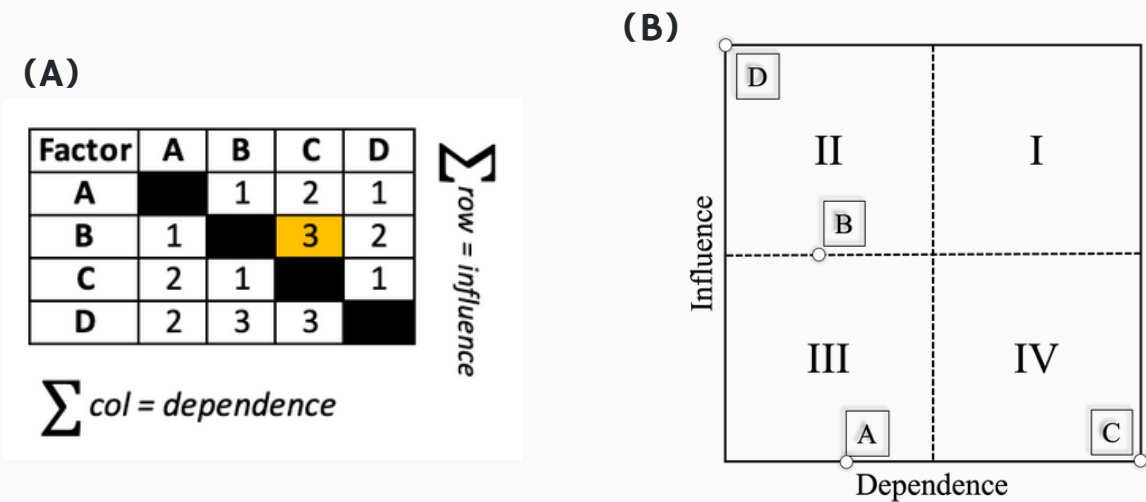 (A)
Factor A B C D
A 1 2 1
B 1 3 2
C 2 1 1
D 2 3 3
∑ row = influence
∑ col = dependence
(B)
D
II
I
B
Influence
III
IV
A
C
Dependence